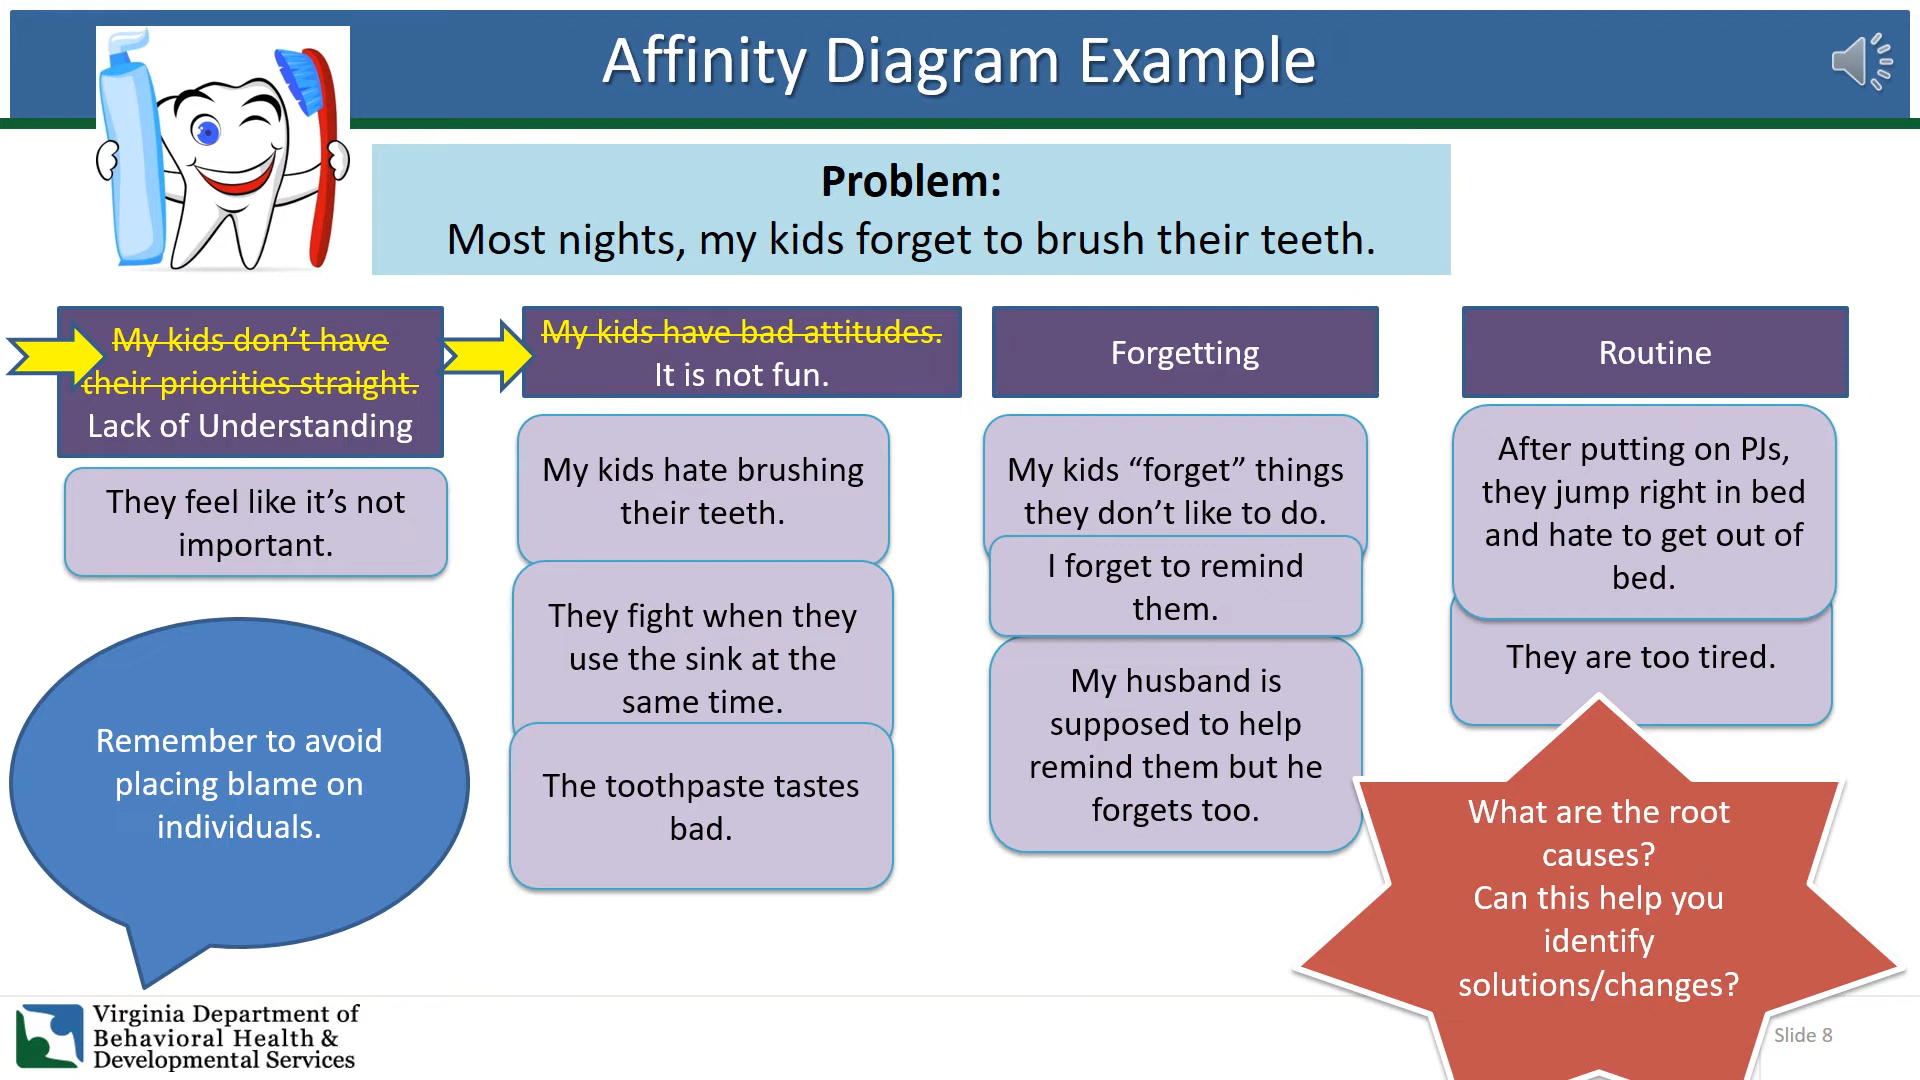 Affinity Diagram Example
Problem:
Most nights, my kids forget to brush their teeth.
My kids don’t have
their priorities straight.
Lack of Understanding
They feel like it’s not
important.
Remember to avoid
placing blame on
individuals.
My kids have bad attitudes.
It is not fun.
My kids hate brushing
their teeth.
They fight when they
use the sink at the
same time.
The toothpaste tastes
bad.
Forgetting
My kids “forget” things
they don’t like to do.
I forget to remind
them.
My husband is
supposed to help
remind them but he
forgets too.
Routine
After putting on PJs,
they jump right in bed
and hate to get out of
bed.
They are too tired.
What are the root
causes?
Can this help you
identify
solutions/changes?
Virginia Department of
Behavioral Health &
Developmental Services
Slide 8